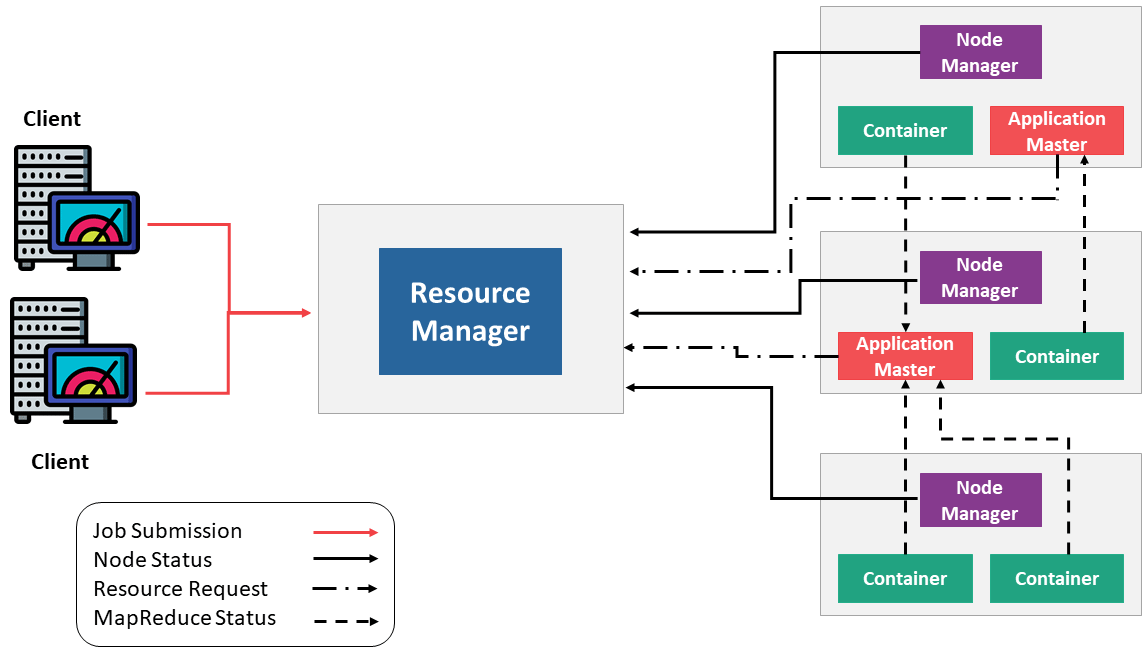 Client
Client
Resource
Manager
Node
Manager
Container
Application
Master
Node
Manager
Application
Master
Container
Node
Manager
Container
Container
Job Submission
Node Status
Resource Request
MapReduce Status